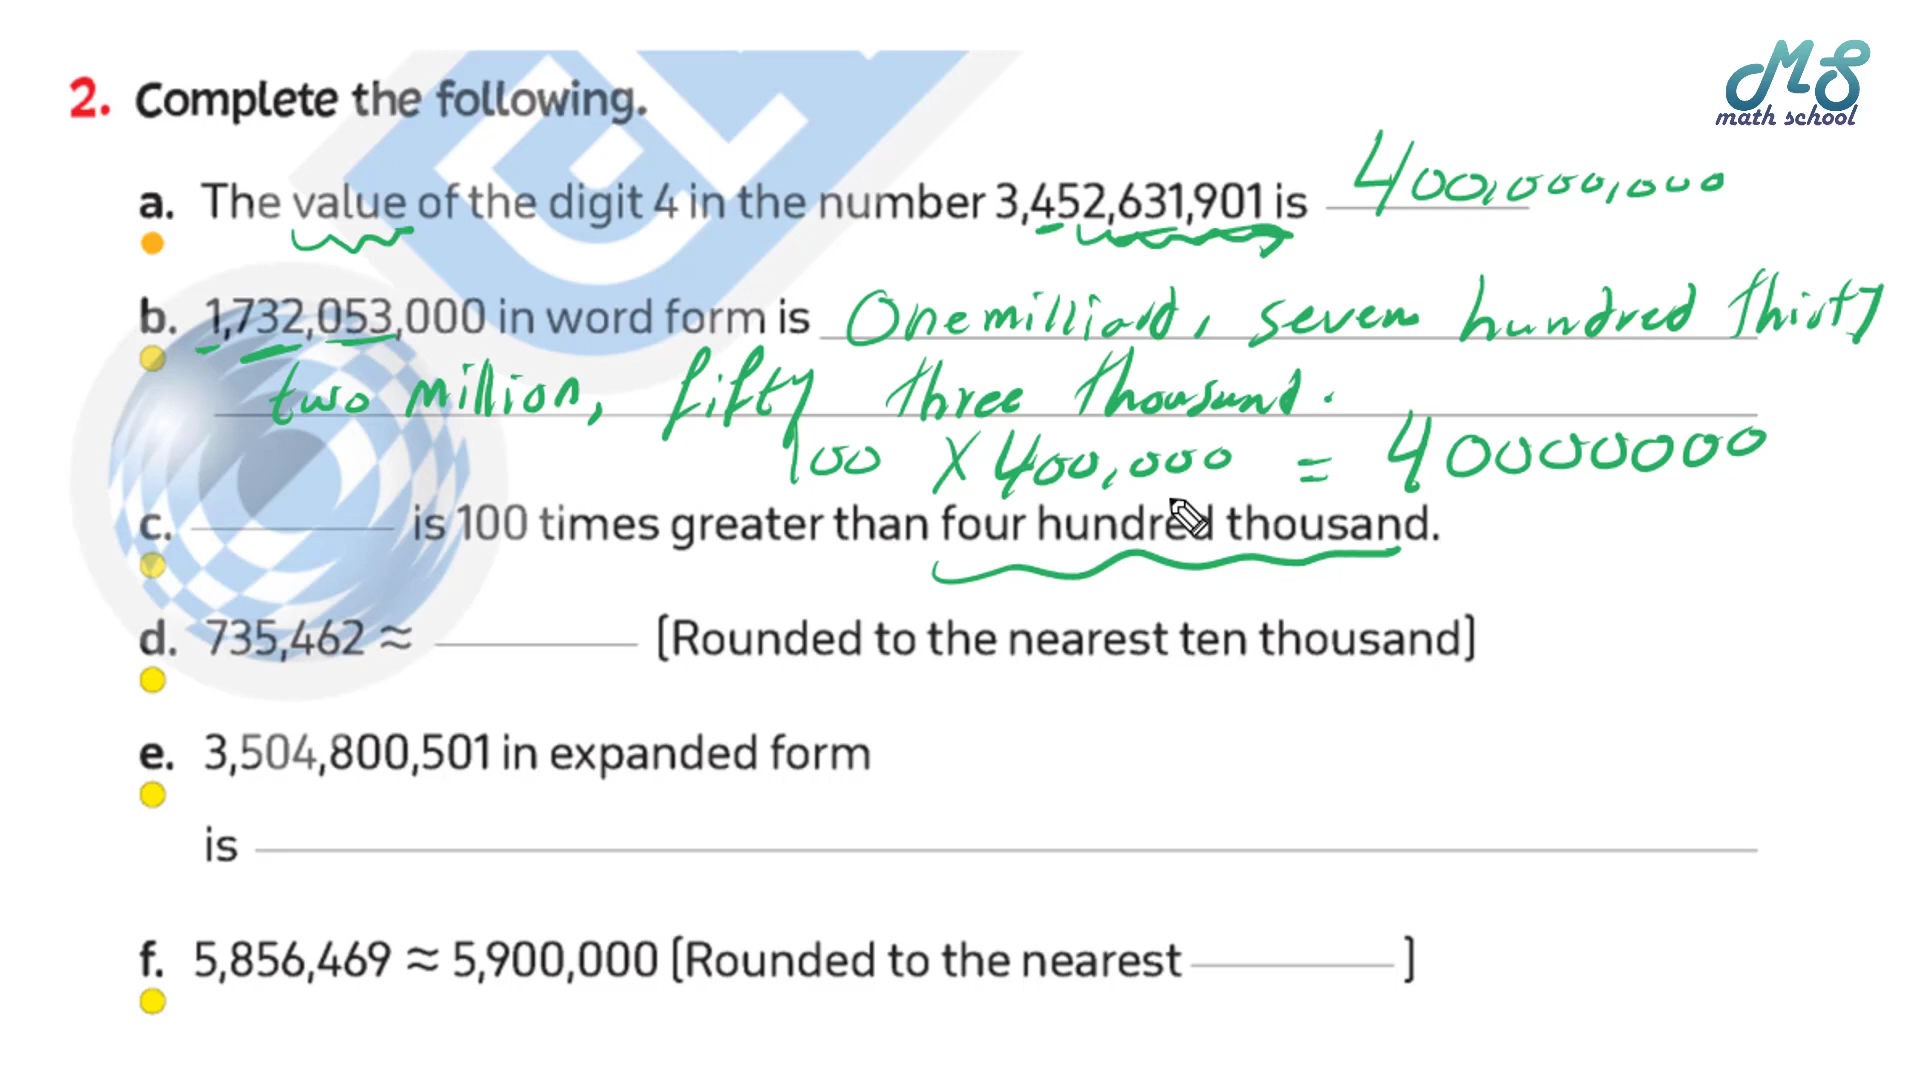 MS
math school
2. Complete the following.
a. The value of the digit 4 in the number 3,452,631,901 is 400,000,000
b. 1,732,053,000 in word form is One milliard, seven hundred thirty
two million, fifty three thousand.
100 X 400,000 = 40000000
c. is 100 times greater than four hundred thousand.
d. 735,462 ≈ [Rounded to the nearest ten thousand]
e. 3,504,800,501 in expanded form
is
f. 5,856,469 ≈ 5,900,000 [Rounded to the nearest ]